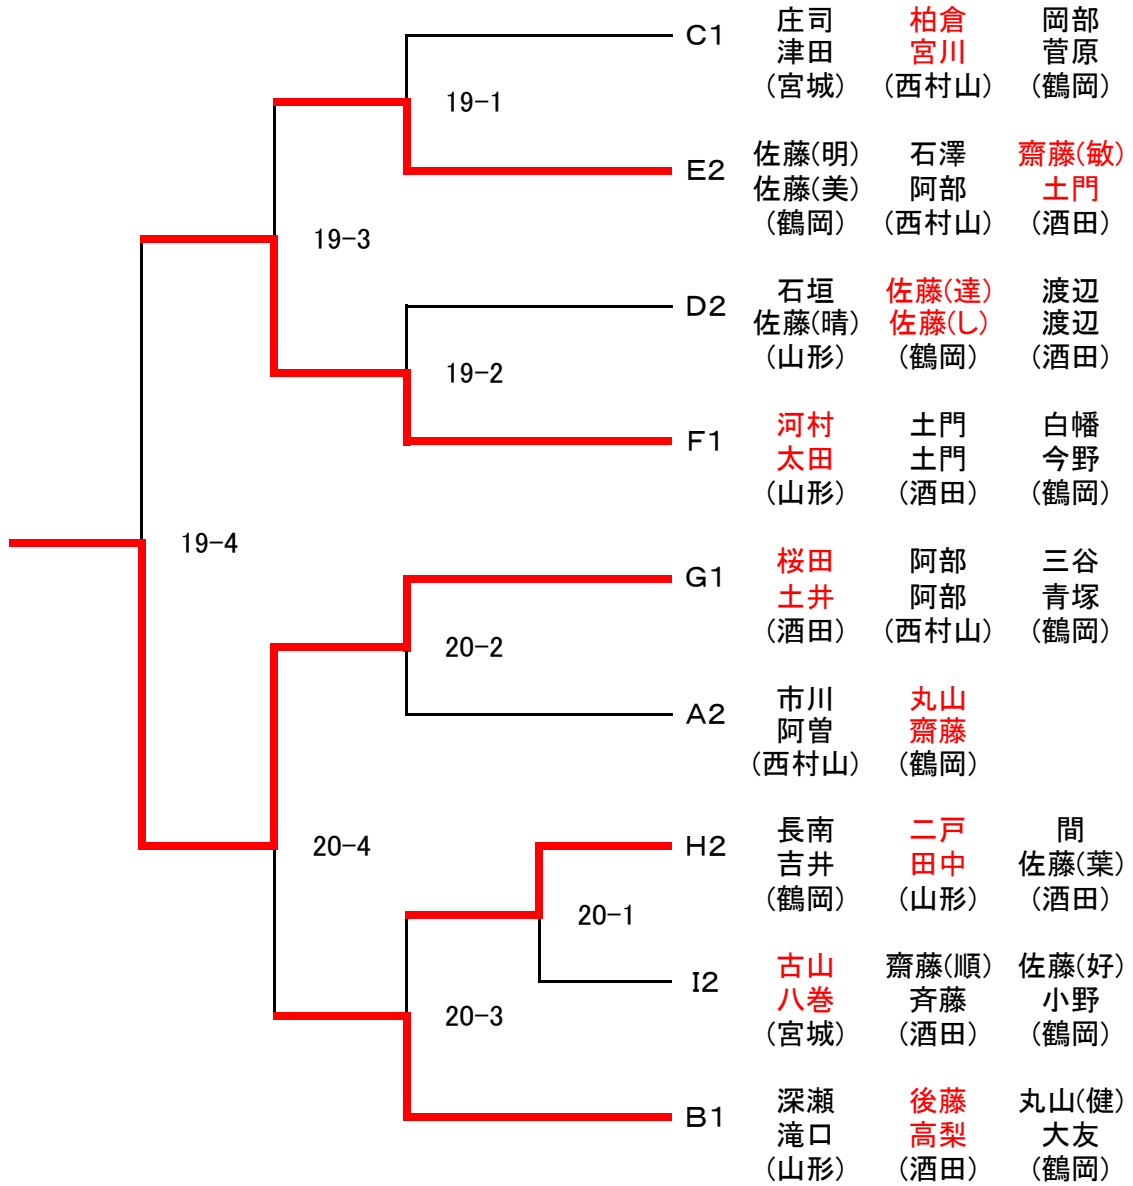 C1 庄司 柏倉 岡部
津田 宮川 菅原
(宮城) (西村山) (鶴岡)
19-1
E2 佐藤(明) 石澤 齋藤(敏)
佐藤(美) 阿部 土門
(鶴岡) (西村山) (酒田)
19-3
D2 石垣 佐藤(達) 渡辺
佐藤(晴) 佐藤(し) 渡辺
(山形) (鶴岡) (酒田)
19-2
F1 河村 土門 白幡
太田 土門 今野
(山形) (酒田) (鶴岡)
19-4
G1 桜田 阿部 三谷
土井 阿部 青塚
(酒田) (西村山) (鶴岡)
20-2
A2 市川 丸山
阿曽 齋藤
(西村山) (鶴岡)
20-4
H2 長南 二戸 間
吉井 田中 佐藤(葉)
(鶴岡) (山形) (酒田)
20-1
I2 古山 齋藤(順) 佐藤(好)
八巻 斉藤 小野
(宮城) (酒田) (鶴岡)
20-3
B1 深瀬 後藤 丸山(健)
滝口 高梨 大友
(山形) (酒田) (鶴岡)